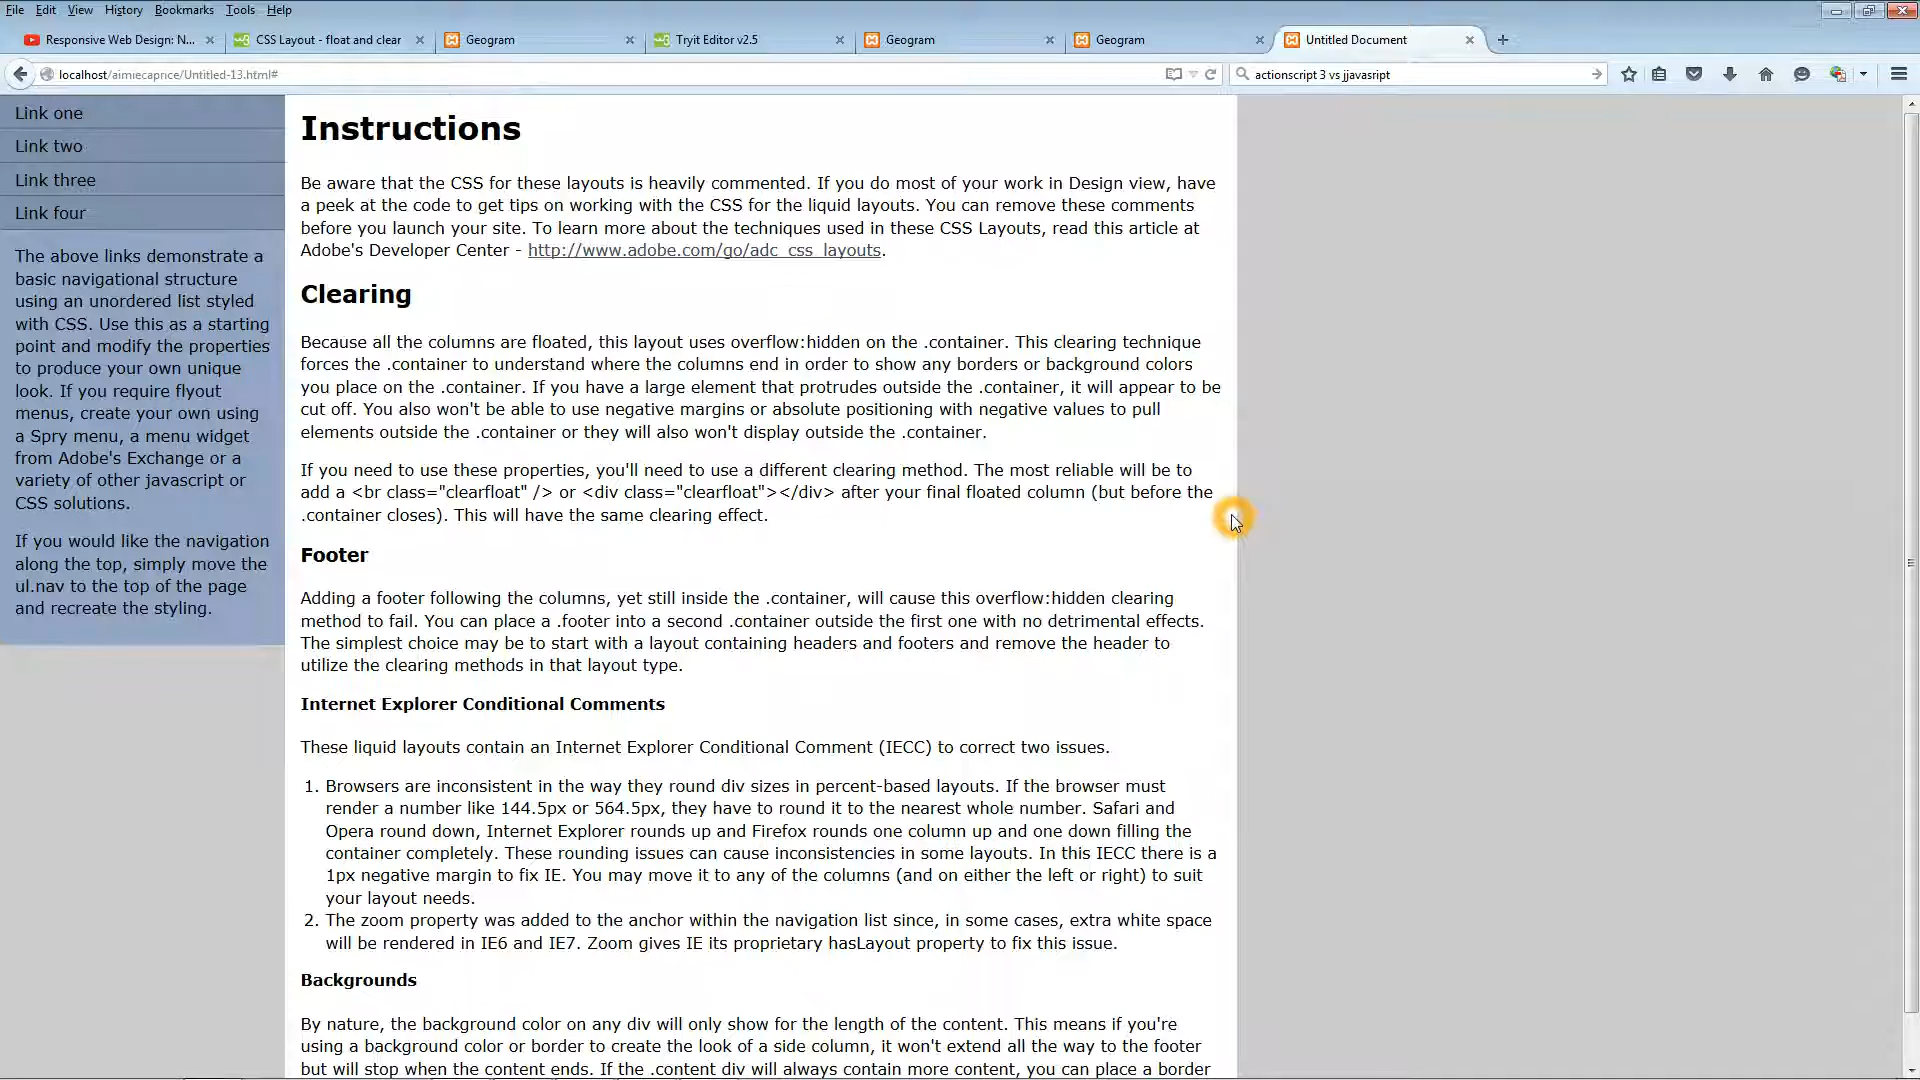 File Edit View History Bookmarks Tools Help
Responsive Web Design: N... CSS Layout - float and clear Geogram Tryit Editor v2.5 Geogram Geogram Untitled Document
localhost/aimiecaprice/Untitled-13.html# actionscript 3 vs jjavasript
Link one
Link two
Link three
Link four
The above links demonstrate a
basic navigational structure
using an unordered list styled
with CSS. Use this as a starting
point and modify the properties
to produce your own unique
look. If you require flyout
menus, create your own using
a Spry menu, a menu widget
from Adobe's Exchange or a
variety of other javascript or
CSS solutions.
If you would like the navigation
along the top, simply move the
ul.nav to the top of the page
and recreate the styling.
Instructions
Be aware that the CSS for these layouts is heavily commented. If you do most of your work in Design view, have
a peek at the code to get tips on working with the CSS for the liquid layouts. You can remove these comments
before you launch your site. To learn more about the techniques used in these CSS Layouts, read this article at
Adobe's Developer Center - http://www.adobe.com/go/adc_css_layouts.
Clearing
Because all the columns are floated, this layout uses overflow:hidden on the .container. This clearing technique
forces the .container to understand where the columns end in order to show any borders or background colors
you place on the .container. If you have a large element that protrudes outside the .container, it will appear to be
cut off. You also won't be able to use negative margins or absolute positioning with negative values to pull
elements outside the .container or they will also won't display outside the .container.
If you need to use these properties, you'll need to use a different clearing method. The most reliable will be to
add a <br class="clearfloat" /> or <div class="clearfloat"></div> after your final floated column (but before the
.container closes). This will have the same clearing effect.
Footer
Adding a footer following the columns, yet still inside the .container, will cause this overflow:hidden clearing
method to fail. You can place a .footer into a second .container outside the first one with no detrimental effects.
The simplest choice may be to start with a layout containing headers and footers and remove the header to
utilize the clearing methods in that layout type.
Internet Explorer Conditional Comments
These liquid layouts contain an Internet Explorer Conditional Comment (IECC) to correct two issues.
1. Browsers are inconsistent in the way they round div sizes in percent-based layouts. If the browser must
render a number like 144.5px or 564.5px, they have to round it to the nearest whole number. Safari and
Opera round down, Internet Explorer rounds up and Firefox rounds one column up and one down filling the
container completely. These rounding issues can cause inconsistencies in some layouts. In this IECC there is a
1px negative margin to fix IE. You may move it to any of the columns (and on either the left or right) to suit
your layout needs.
2. The zoom property was added to the anchor within the navigation list since, in some cases, extra white space
will be rendered in IE6 and IE7. Zoom gives IE its proprietary hasLayout property to fix this issue.
Backgrounds
By nature, the background color on any div will only show for the length of the content. This means if you're
using a background color or border to create the look of a side column, it won't extend all the way to the footer
but will stop when the content ends. If the .content div will always contain more content, you can place a border